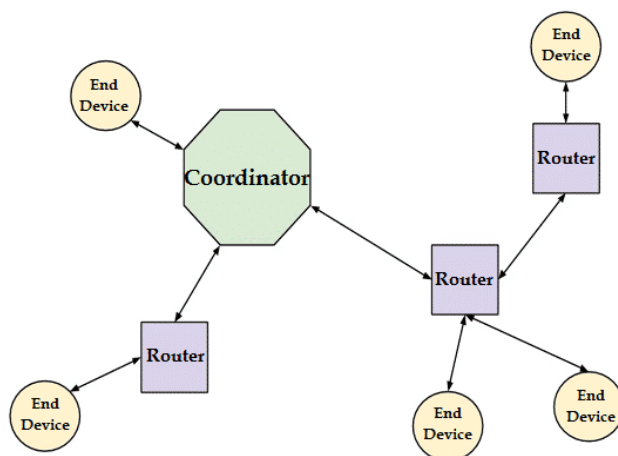 End
Device
End
Device
Router
Coordinator
Router
Router
End
Device
End
Device
End
Device